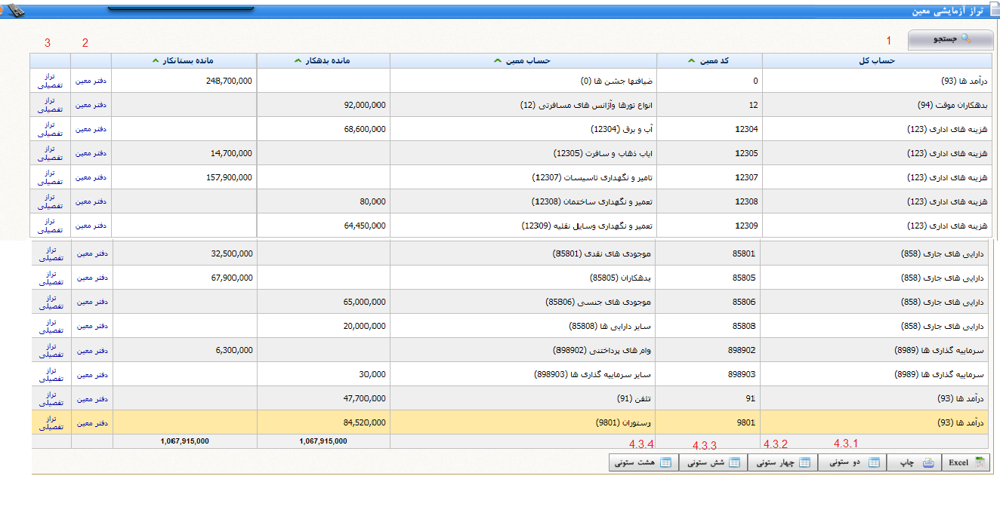 تراز آزمایشی معین
جستجو
1
2
3
حساب کل کد معین حساب معین مانده بدهکار مانده بستانکار
درآمد ها (93) 0 ضیافتها جشن ها (0) 248,700,000 دفتر معین تراز تفصیلی
بدهکاران موقت (94) 12 انواع تورها وآژانس های مسافرتی (12) 92,000,000 دفتر معین تراز تفصیلی
هزینه های اداری (123) 12304 آب و برق (12304) 68,600,000 دفتر معین تراز تفصیلی
هزینه های اداری (123) 12305 ایاب ذهاب و سافرت (12305) 14,700,000 دفتر معین تراز تفصیلی
هزینه های اداری (123) 12307 تامیر و نگهداری تاسیسات (12307) 157,900,000 دفتر معین تراز تفصیلی
هزینه های اداری (123) 12308 تعمیر و نگهداری ساختمان (12308) 80,000 دفتر معین تراز تفصیلی
هزینه های اداری (123) 12309 تعمیر و نگهداری وسایل نقلیه (12309) 64,450,000 دفتر معین تراز تفصیلی
دارایی های جاری (858) 85801 موجودی های نقدی (85801) 32,500,000 دفتر معین تراز تفصیلی
دارایی های جاری (858) 85805 بدهکاران (85805) 67,900,000 دفتر معین تراز تفصیلی
دارایی های جاری (858) 85806 موجودی های جنسی (85806) 65,000,000 دفتر معین تراز تفصیلی
دارایی های جاری (858) 85808 سایر دارایی ها (85808) 20,000,000 دفتر معین تراز تفصیلی
سرماییه گذاری ها (8989) 898902 وام های پرداختنی (898902) 6,300,000 دفتر معین تراز تفصیلی
سرماییه گذاری ها (8989) 898903 سایر سرماییه گذاری ها (898903) 30,000 دفتر معین تراز تفصیلی
درآمد ها (93) 91 تلفن (91) 47,700,000 دفتر معین تراز تفصیلی
درآمد ها (93) 9801 رستوران (9801) 84,520,000 دفتر معین تراز تفصیلی
1,067,915,000 1,067,915,000
4.3.1 4.3.2 4.3.3 4.3.4
Excel چاپ دو ستونی چهار ستونی شش ستونی هشت ستونی